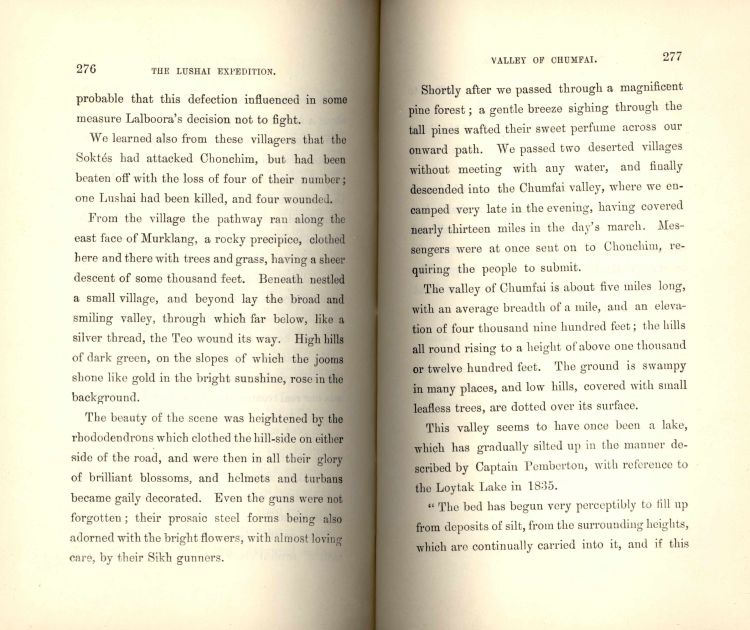 276
THE LUSHAI EXPEDITION.
probable that this defection influenced in some
measure Lalboora's decision not to fight.
We learned also from these villagers that the
Soktés had attacked Chonchim, but had been
beaten off with the loss of four of their number;
one Lushai had been killed, and four wounded.
From the village the pathway ran along the
east face of Murklang, a rocky precipice, clothed
here and there with trees and grass, having a sheer
descent of some thousand feet. Beneath nestled
a small village, and beyond lay the broad and
smiling valley, through which far below, like a
silver thread, the Teo wound its way. High hills
of dark green, on the slopes of which the jooms
shone like gold in the bright sunshine, rose in the
background.
The beauty of the scene was heightened by the
rhododendrons which clothed the hill-side on either
side of the road, and were then in all their glory
of brilliant blossoms, and helmets and turbans
became gaily decorated. Even the guns were not
forgotten; their prosaic steel forms being also
adorned with the bright flowers, with almost loving
care, by their Sikh gunners.
VALLEY OF CHUMFAI.
277
Shortly after we passed through a magnificent
pine forest; a gentle breeze sighing through the
tall pines wafted their sweet perfume across our
onward path. We passed two deserted villages
without meeting with any water, and finally
descended into the Chumfai valley, where we en-
camped very late in the evening, having covered
nearly thirteen miles in the day's march. Mes-
sengers were at once sent on to Chonchim, re-
quiring the people to submit.
The valley of Chumfai is about five miles long,
with an average breadth of a mile, and an eleva-
tion of four thousand nine hundred feet; the hills
all round rising to a height of above one thousand
or twelve hundred feet. The ground is swampy
in many places, and low hills, covered with small
leafless trees, are dotted over its surface.
This valley seems to have once been a lake,
which has gradually silted up in the manner de-
scribed by Captain Pemberton, with reference to
the Loytak Lake in 1835.
" The bed has begun very perceptibly to fill up
from deposits of silt, from the surrounding heights,
which are continually carried into it, and if this